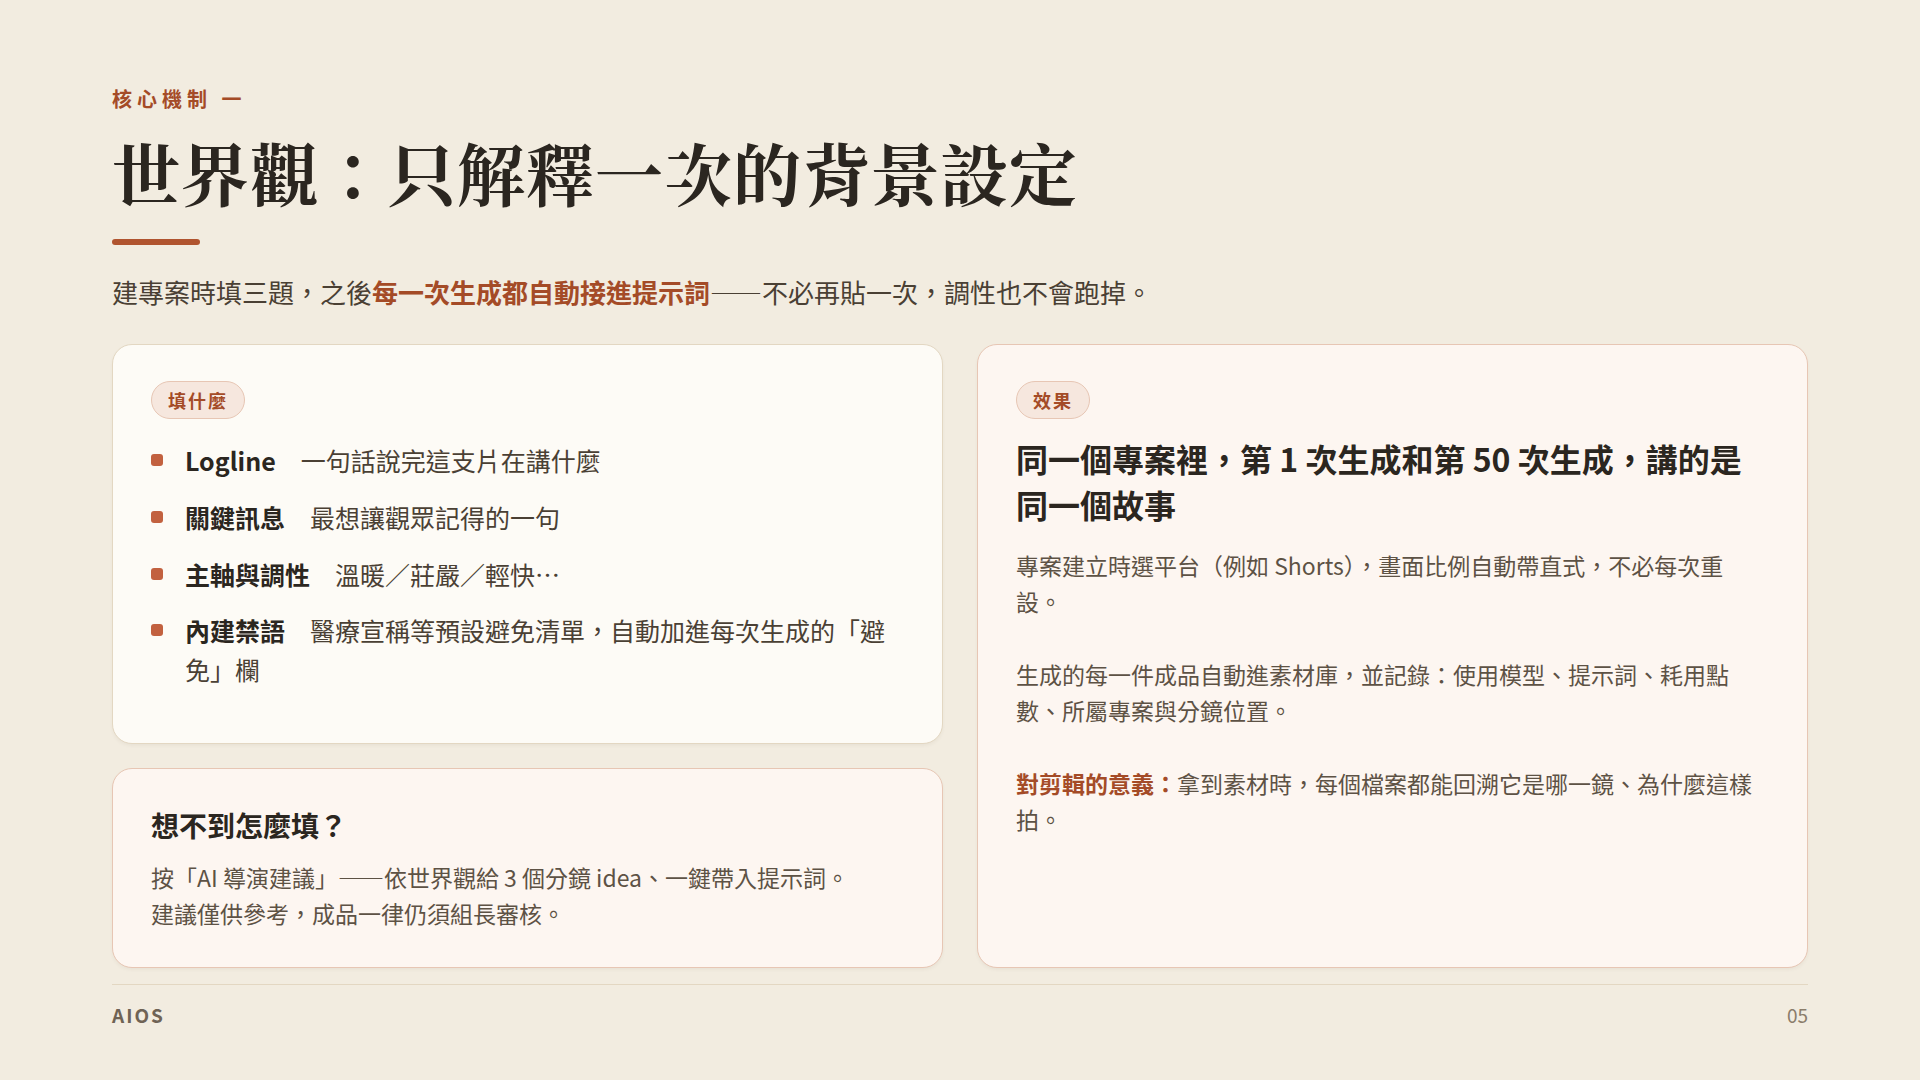 核心機制 一
世界觀：只解釋一次的背景設定
建專案時填三題，之後每一次生成都自動接進提示詞——不必再貼一次，調性也不會跑掉。
填什麼
Logline　一句話說完這支片在講什麼
關鍵訊息　最想讓觀眾記得的一句
主軸與調性　溫暖／莊嚴／輕快…
內建禁語　醫療宣稱等預設避免清單，自動加進每次生成的「避
免」欄
想不到怎麼填？
按「AI 導演建議」——依世界觀給 3 個分鏡 idea、一鍵帶入提示詞。
建議僅供參考，成品一律仍須組長審核。
效果
同一個專案裡，第 1 次生成和第 50 次生成，講的是
同一個故事
專案建立時選平台（例如 Shorts），畫面比例自動帶直式，不必每次重
設。
生成的每一件成品自動進素材庫，並記錄：使用模型、提示詞、耗用點
數、所屬專案與分鏡位置。
對剪輯的意義：拿到素材時，每個檔案都能回溯它是哪一鏡、為什麼這樣
拍。
AIOS
05